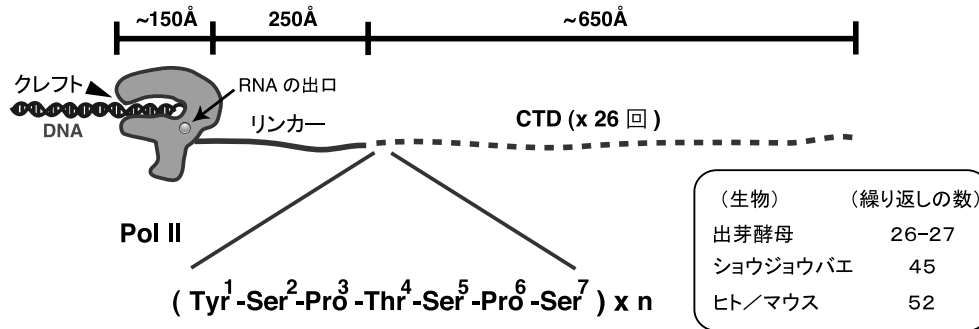 ~150Å 250Å ~650Å
クレフト
RNA の出口
DNA
リンカー
CTD (x 26 回 )
Pol II
( Tyr1-Ser2-Pro3-Thr4-Ser5-Pro6-Ser7 ) x n
（生物） （繰り返しの数）
出芽酵母 26−27
ショウジョウバエ 45
ヒト／マウス 52